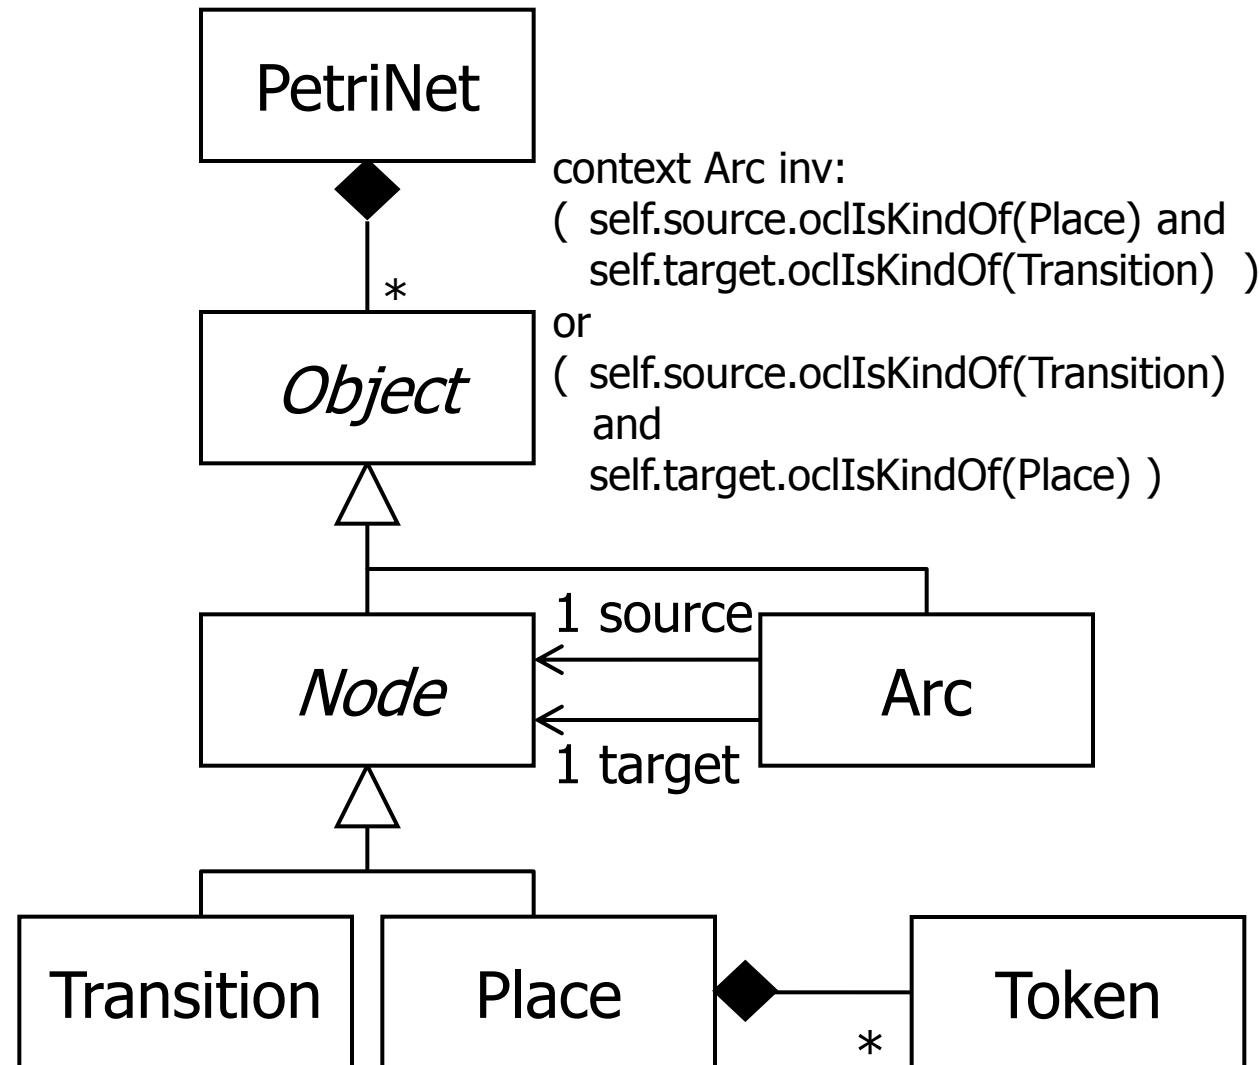 PetriNet
context Arc inv:
( self.source.oclIsKindOf(Place) and
self.target.oclIsKindOf(Transition) )
*
or
Object
( self.source.oclIsKindOf(Transition)
and
self.target.oclIsKindOf(Place) )
1 source
Node
Arc
1 target
Transition
Place
Token
*